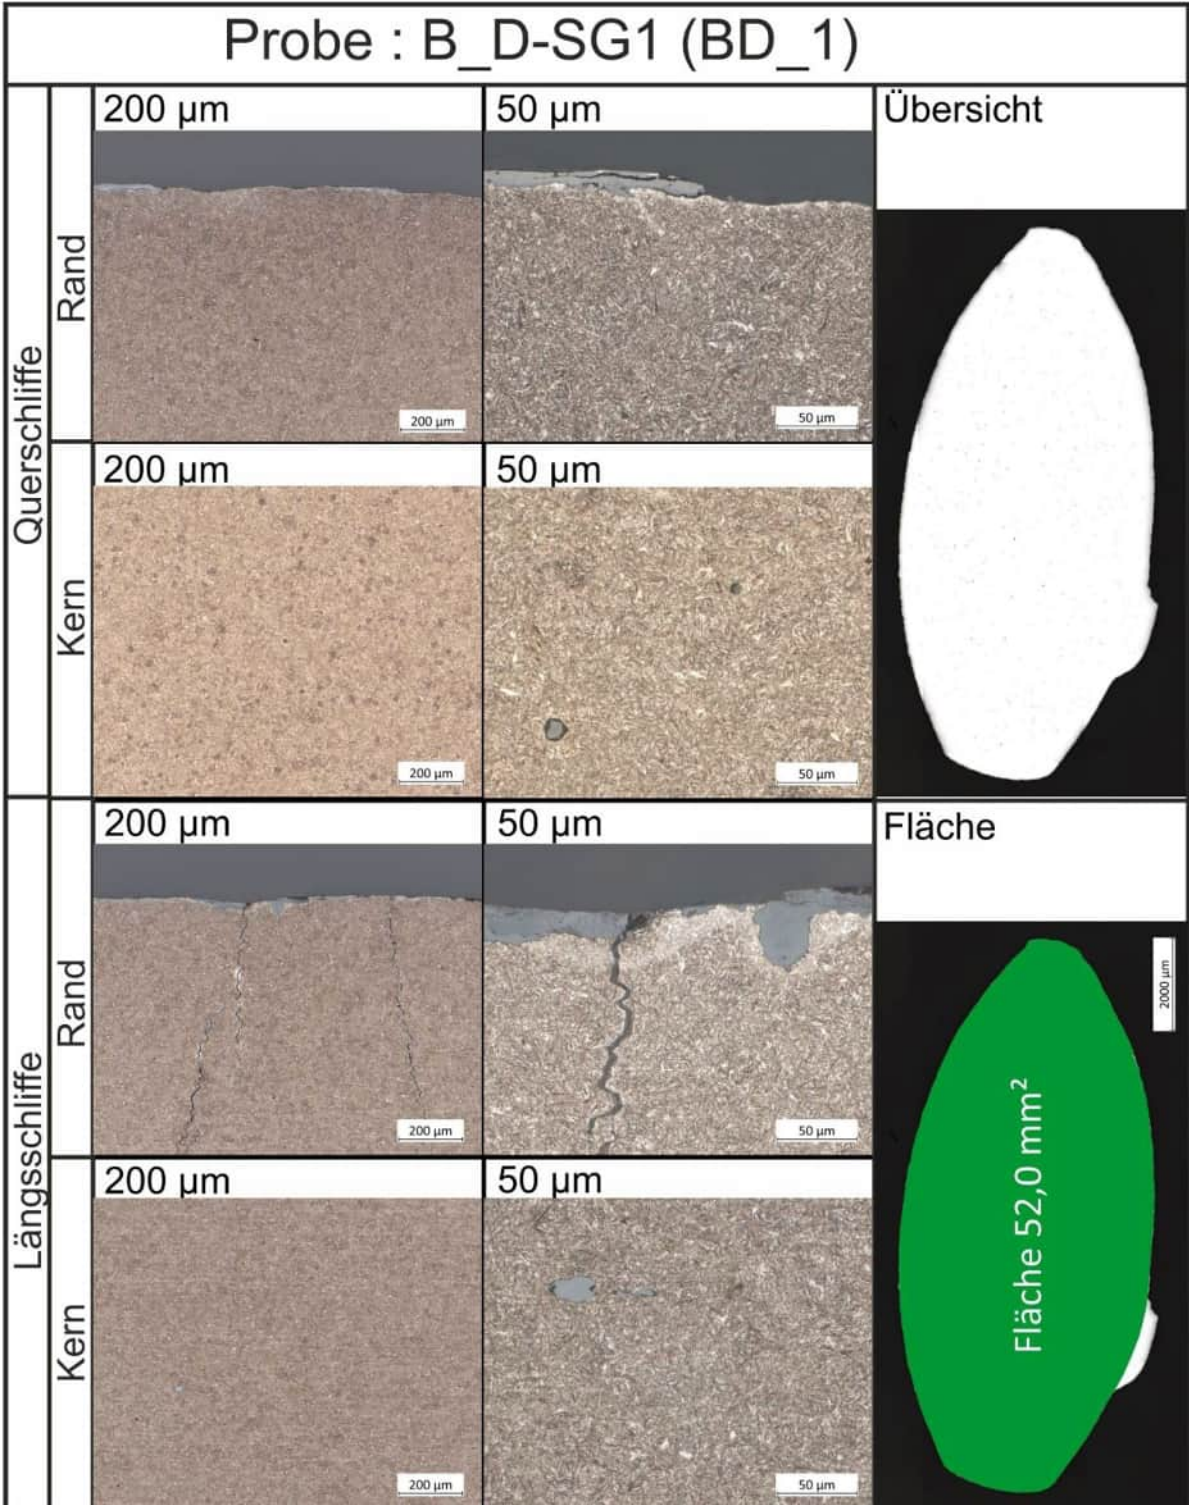 Probe : B_D-SG1 (BD_1)
Querschliffe
Rand
200 µm
200 µm
50 µm
50 µm
Übersicht
Kern
200 µm
200 µm
50 µm
50 µm
Längsschliffe
Rand
200 µm
200 µm
50 µm
50 µm
Fläche
2000 µm
Fläche 52,0 mm²
Kern
200 µm
200 µm
50 µm
50 µm